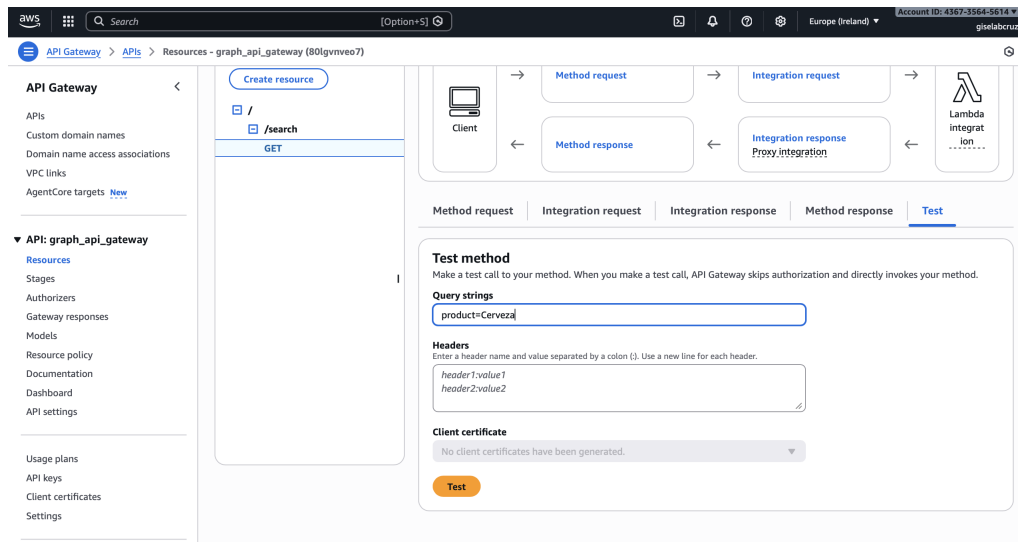 aws
Search
[Option+S]
Europe (Ireland) ▼
Account ID: 4367-3564-5614 ▼
giselabcruz
API Gateway > APIs > Resources - graph_api_gateway (80lgvnveo7)
API Gateway
APIs
Custom domain names
Domain name access associations
VPC links
AgentCore targets New
▼ API: graph_api_gateway
Resources
Stages
Authorizers
Gateway responses
Models
Resource policy
Documentation
Dashboard
API settings
Usage plans
API keys
Client certificates
Settings
Create resource
/
/search
GET
Client
Method request
Integration request
Lambda
integrat
ion
Method response
Integration response
Proxy integration
Method request
Integration request
Integration response
Method response
Test
Test method
Make a test call to your method. When you make a test call, API Gateway skips authorization and directly invokes your method.
Query strings
product=Cerveza
Headers
Enter a header name and value separated by a colon (:). Use a new line for each header.
header1:value1
header2:value2
Client certificate
No client certificates have been generated.
Test